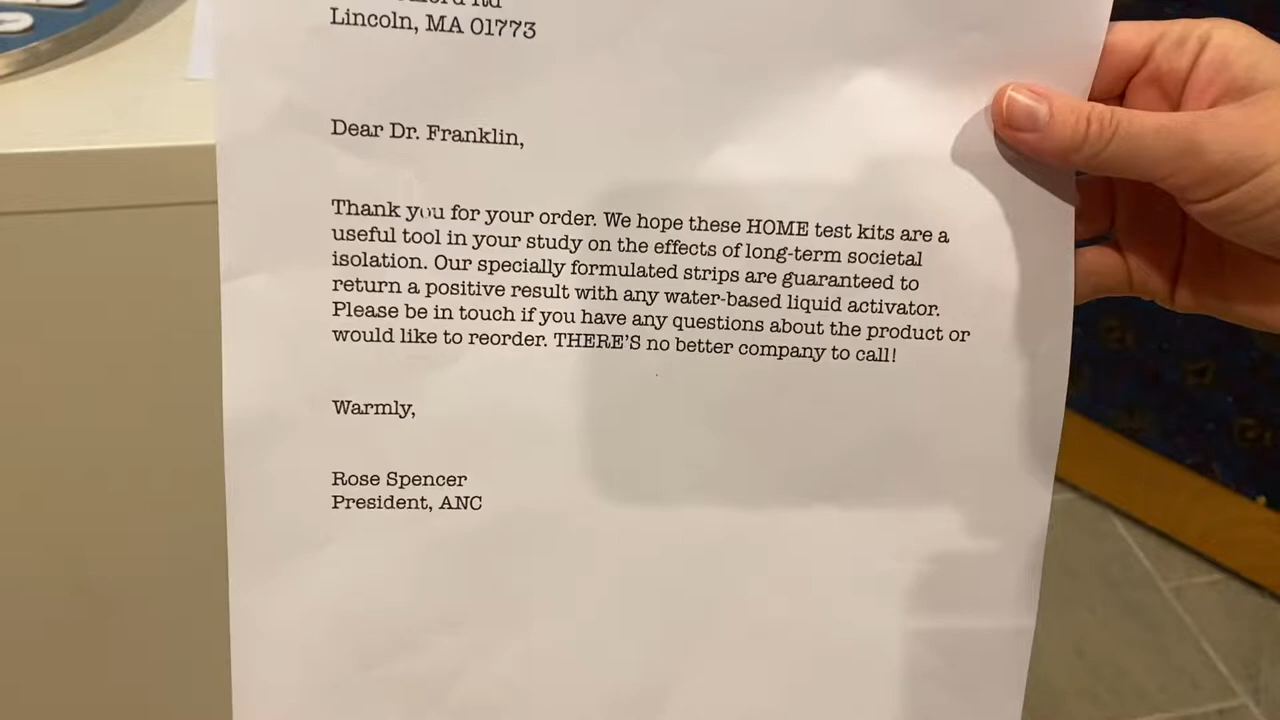 Lincoln, MA 01773
Dear Dr. Franklin,
Thank you for your order. We hope these HOME test kits are a
useful tool in your study on the effects of long-term societal
isolation. Our specially formulated strips are guaranteed to
return a positive result with any water-based liquid activator.
Please be in touch if you have any questions about the product or
would like to reorder. THERE'S no better company to call!
Warmly,
Rose Spencer
President, ANC